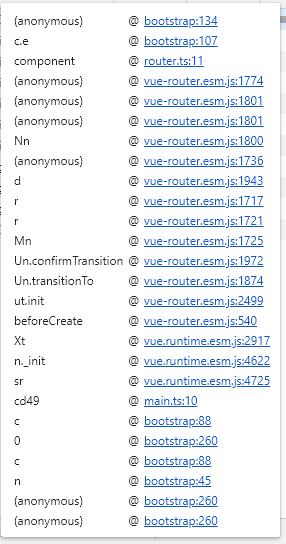 (anonymous) @ bootstrap:134
c.e @ bootstrap:107
component @ router.ts:11
(anonymous) @ vue-router.esm.js:1774
(anonymous) @ vue-router.esm.js:1801
(anonymous) @ vue-router.esm.js:1801
Nn @ vue-router.esm.js:1800
(anonymous) @ vue-router.esm.js:1736
d @ vue-router.esm.js:1943
r @ vue-router.esm.js:1717
r @ vue-router.esm.js:1721
Mn @ vue-router.esm.js:1725
Un.confirmTransition @ vue-router.esm.js:1972
Un.transitionTo @ vue-router.esm.js:1874
ut.init @ vue-router.esm.js:2499
beforeCreate @ vue-router.esm.js:540
Xt @ vue.runtime.esm.js:2917
n._init @ vue.runtime.esm.js:4622
sr @ vue.runtime.esm.js:4725
cd49 @ main.ts:10
c @ bootstrap:88
0 @ bootstrap:260
c @ bootstrap:88
n @ bootstrap:45
(anonymous) @ bootstrap:260
(anonymous) @ bootstrap:260